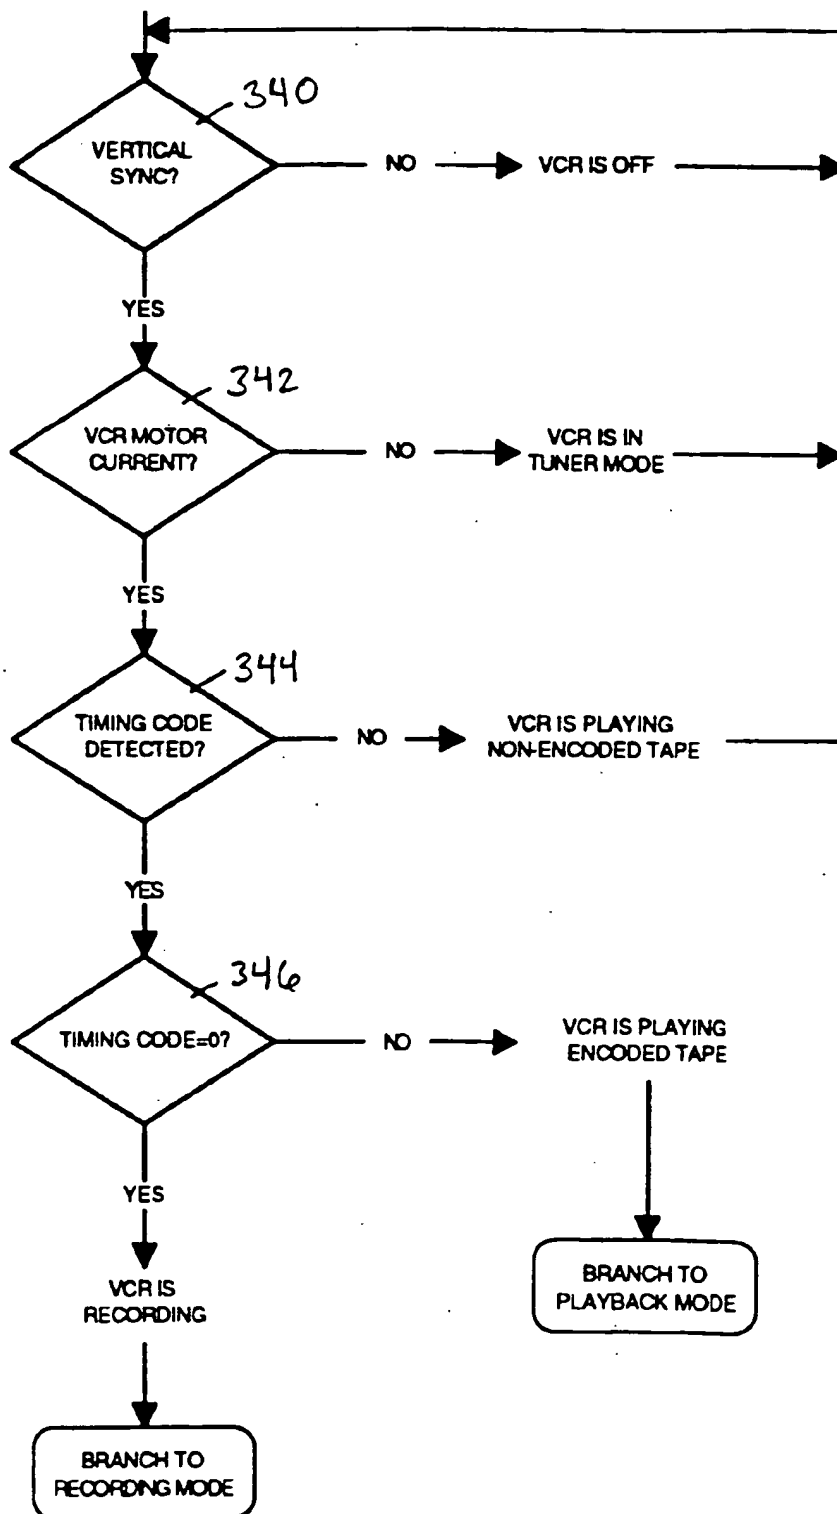 340
VERTICAL
SYNC?
NO
VCR IS OFF
YES
342
VCR MOTOR
CURRENT?
NO
VCR IS IN
TUNER MODE
YES
344
TIMING CODE
DETECTED?
NO
VCR IS PLAYING
NON-ENCODED TAPE
YES
346
TIMING CODE=0?
NO
VCR IS PLAYING
ENCODED TAPE
YES
VCR IS
RECORDING
BRANCH TO
PLAYBACK MODE
BRANCH TO
RECORDING MODE